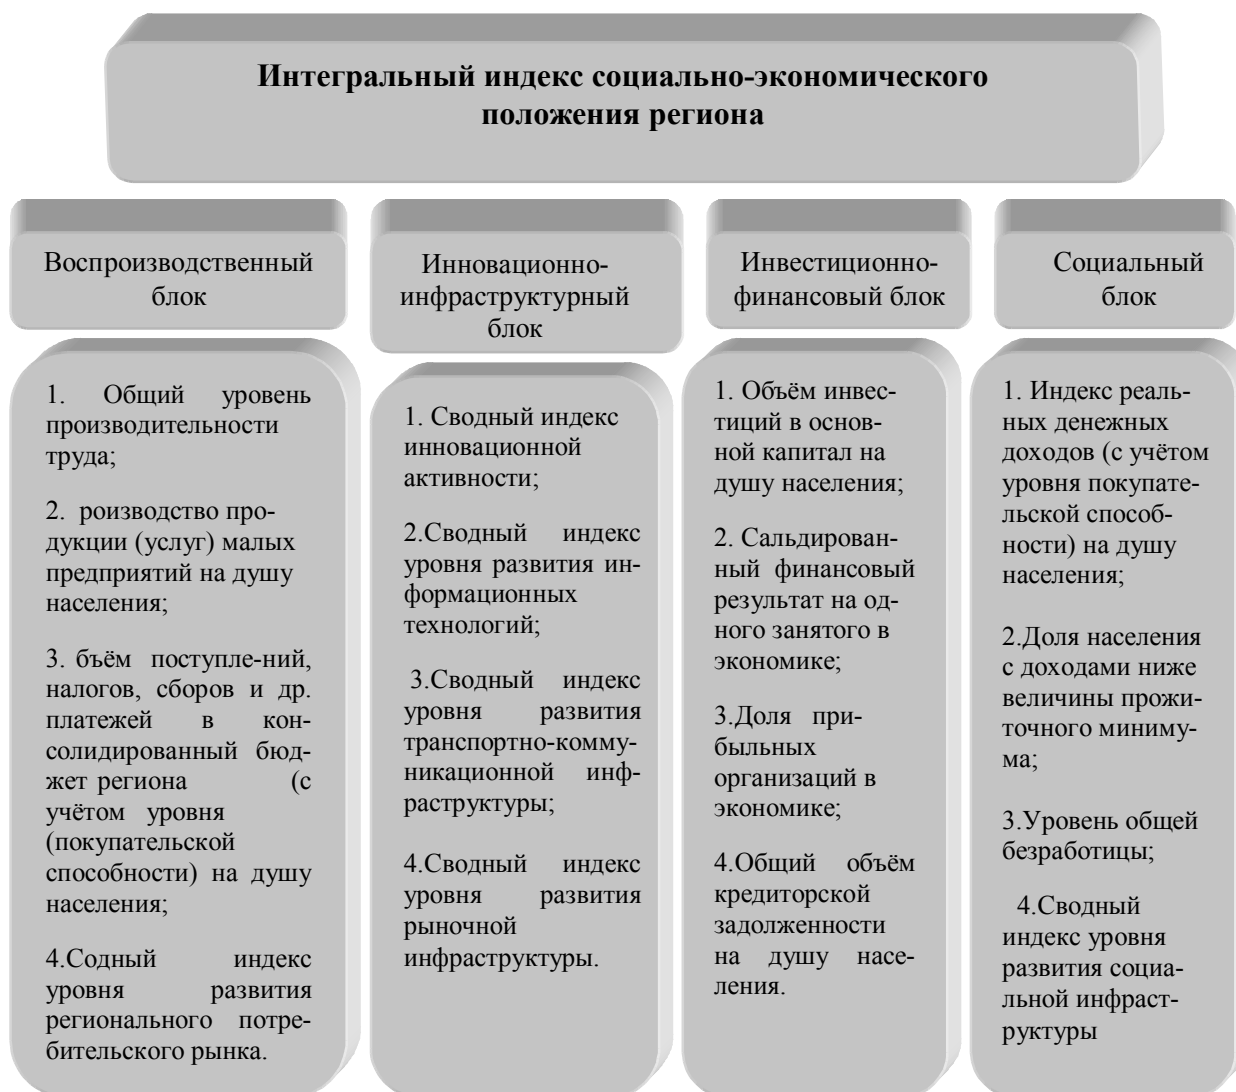 Интегральный индекс социально-экономического
положения региона
Воспроизводственный
блок
1. Общий уровень
производительности
труда;
2. роизводство про-
дукции (услуг) малых
предприятий на душу
населения;
3. бъём поступле-ний,
налогов, сборов и др.
платежей в кон-
солидированный бюд-
жет региона (с
учётом уровня
(покупательской
способности) на душу
населения;
4.Содный индекс
уровня развития
регионального потре-
бительского рынка.
Инновационно-
инфраструктурный
блок
1. Сводный индекс
инновационной
активности;
2.Сводный индекс
уровня развития ин-
формационных
технологий;
3.Сводный индекс
уровня развития
транспортно-комму-
никационной инф-
раструктуры;
4.Сводный индекс
уровня развития
рыночной
инфраструктуры.
Инвестиционно-
финансовый блок
1. Объём инвес-
тиций в основ-
ной капитал на
душу населения;
2. Сальдирован-
ный финансовый
результат на од-
ного занятого в
экономике;
3.Доля при-
быльных
организаций в
экономике;
4.Общий объём
кредиторской
задолженности
на душу насе-
ления.
Социальный
блок
1. Индекс реаль-
ных денежных
доходов (с учётом
уровня покупате-
льской способ-
ности) на душу
населения;
2.Доля населения
с доходами ниже
величины прожи-
точного миниму-
ма;
3.Уровень общей
безработицы;
4.Сводный
индекс уровня
развития социа-
льной инфраст-
руктуры